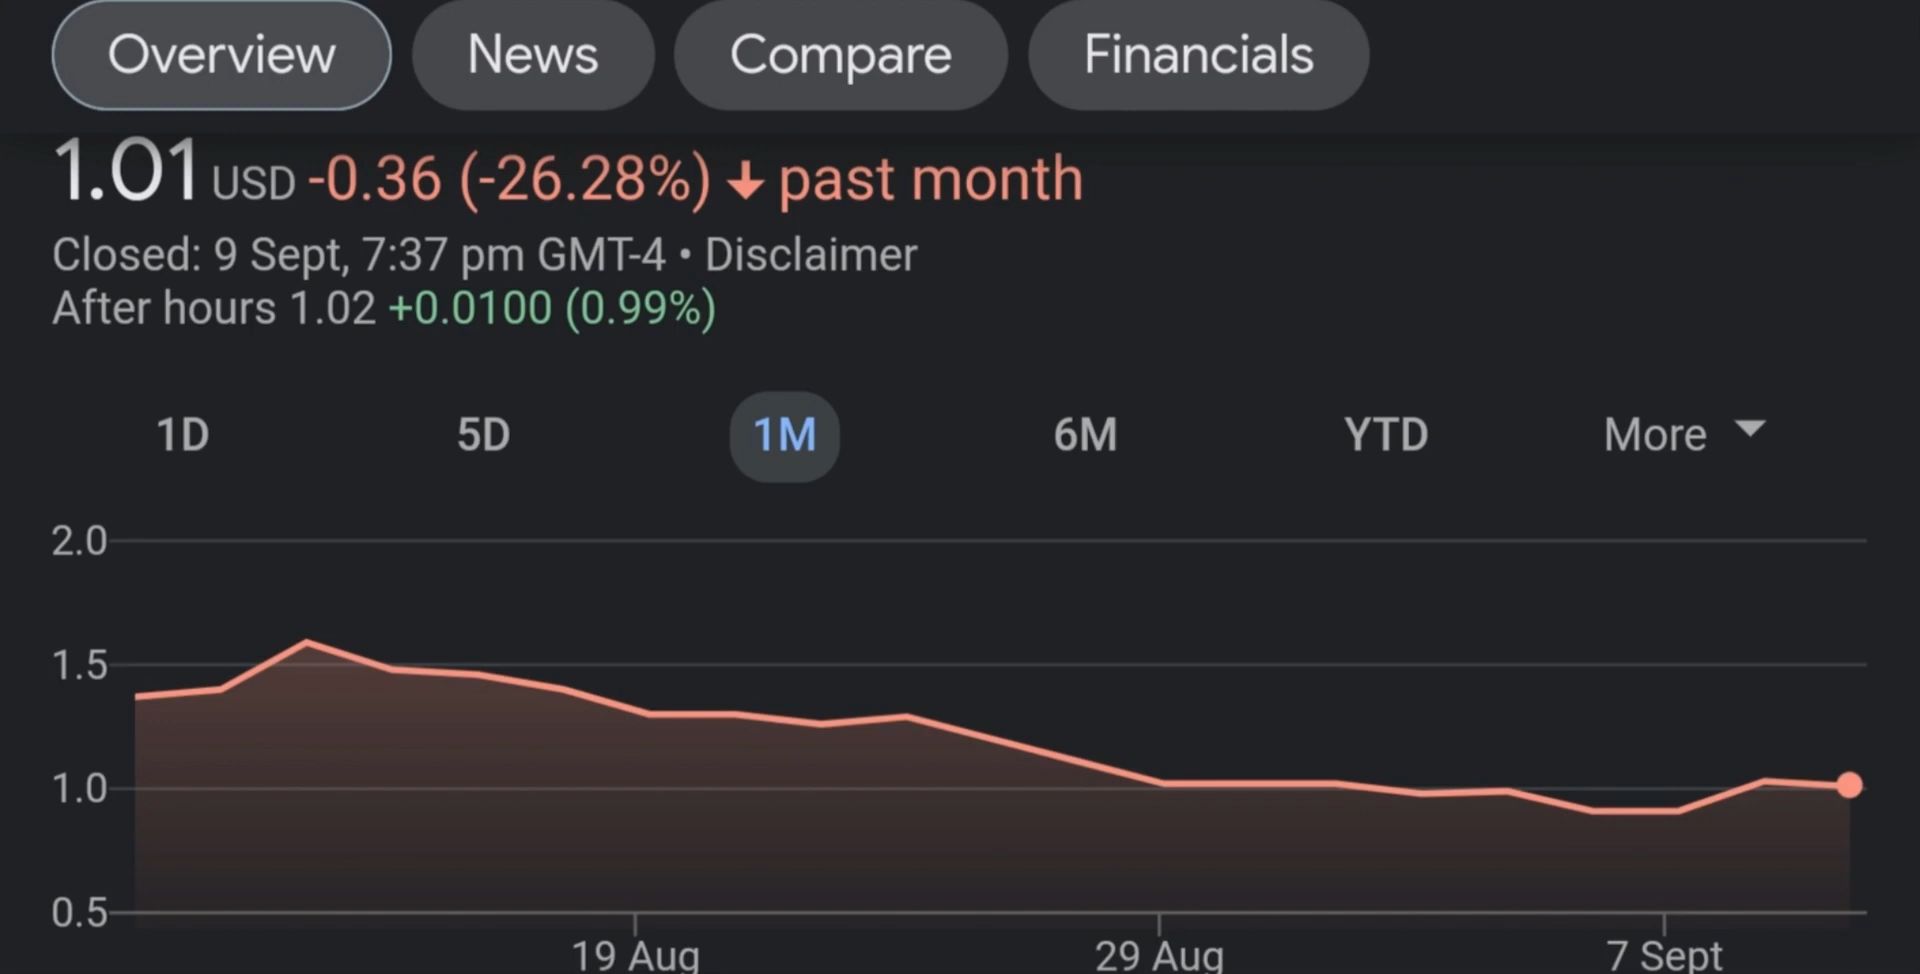 Overview News Compare Financials
1.01 USD -0.36 (-26.28%) ↓ past month
Closed: 9 Sept, 7:37 pm GMT-4 • Disclaimer
After hours 1.02 +0.0100 (0.99%)
1D 5D 1M 6M YTD More
2.0
1.5
1.0
0.5
19 Aug 29 Aug 7 Sept